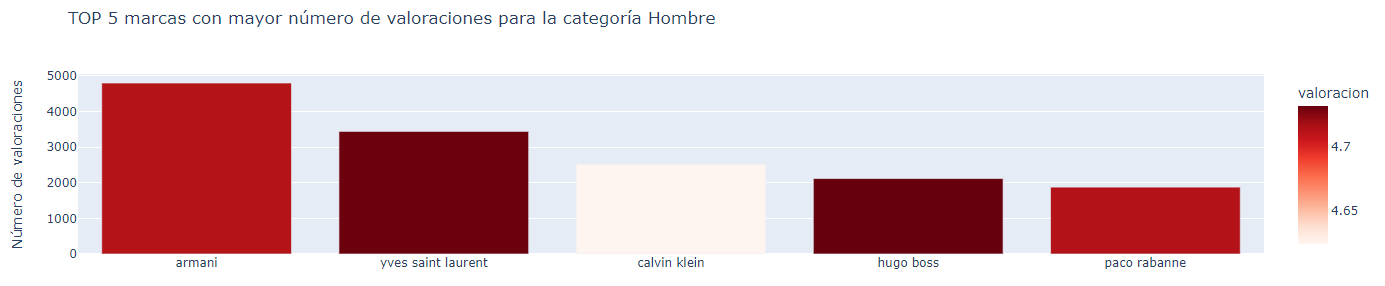 TOP 5 marcas con mayor número de valoraciones para la categoría Hombre
Número de valoraciones
5000
4000
3000
2000
1000
0
armani
yves saint laurent
calvin klein
hugo boss
paco rabanne
valoracion
4.7
4.65